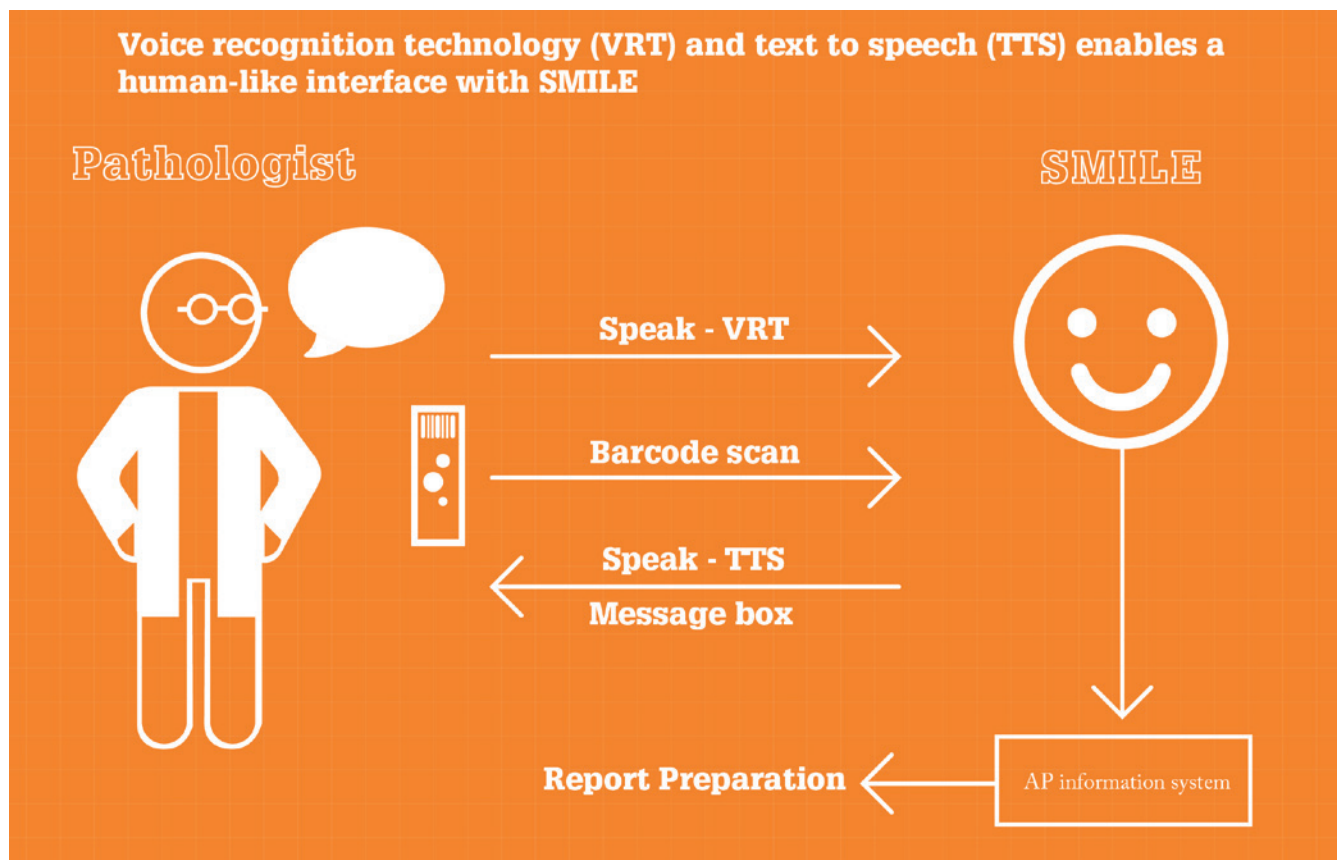 Voice recognition technology (VRT) and text to speech (TTS) enables a
human-like interface with SMILE
Pathologist
SMILE
Speak - VRT
Barcode scan
Speak - TTS
Message box
Report Preparation
AP information system